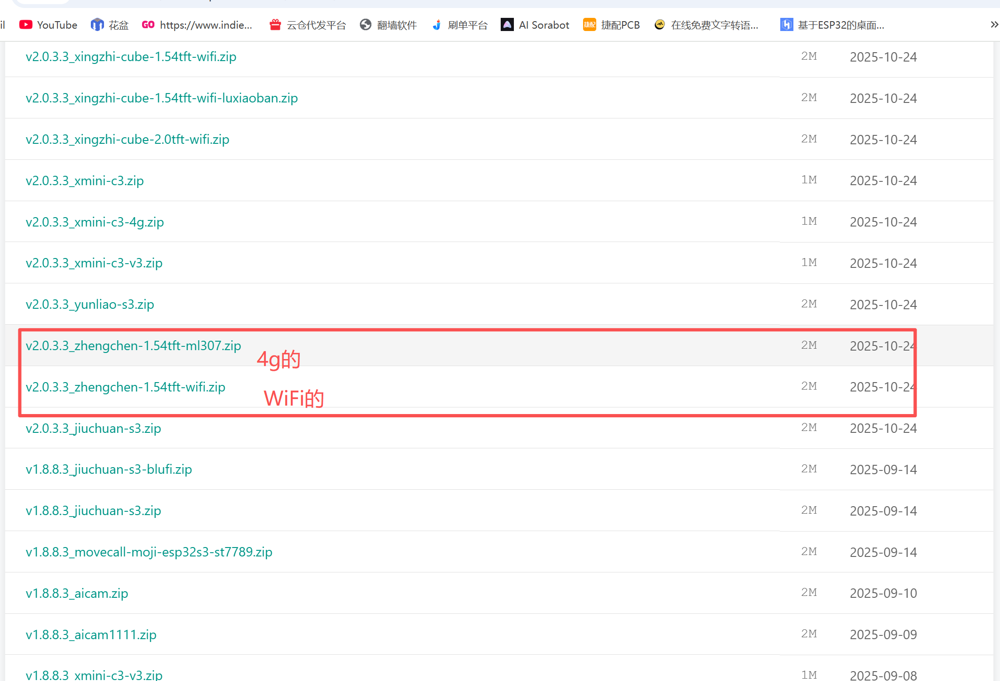 il YouTube 花盆 GO https://www.indie... 云仓代发平台 翻墙软件 刷单平台 AI Sorabot 捷配 捷配PCB 在线免费文字转语... 基于ESP32的桌面... »
v2.0.3.3_xingzhi-cube-1.54tft-wifi.zip 2M 2025-10-24
v2.0.3.3_xingzhi-cube-1.54tft-wifi-luxiaoban.zip 2M 2025-10-24
v2.0.3.3_xingzhi-cube-2.0tft-wifi.zip 2M 2025-10-24
v2.0.3.3_xmini-c3.zip 1M 2025-10-24
v2.0.3.3_xmini-c3-4g.zip 1M 2025-10-24
v2.0.3.3_xmini-c3-v3.zip 1M 2025-10-24
v2.0.3.3_yunliao-s3.zip 2M 2025-10-24
v2.0.3.3_zhengchen-1.54tft-ml307.zip 2M 2025-10-24
4g的
v2.0.3.3_zhengchen-1.54tft-wifi.zip 2M 2025-10-24
WiFi的
v2.0.3.3_jiuchuan-s3.zip 2M 2025-10-24
v1.8.8.3_jiuchuan-s3-blufi.zip 2M 2025-09-14
v1.8.8.3_jiuchuan-s3.zip 2M 2025-09-14
v1.8.8.3_movecall-moji-esp32s3-st7789.zip 2M 2025-09-14
v1.8.8.3_aicam.zip 2M 2025-09-10
v1.8.8.3_aicam1111.zip 2M 2025-09-09
v1.8.8.3_xmini-c3-v3.zip 1M 2025-09-08